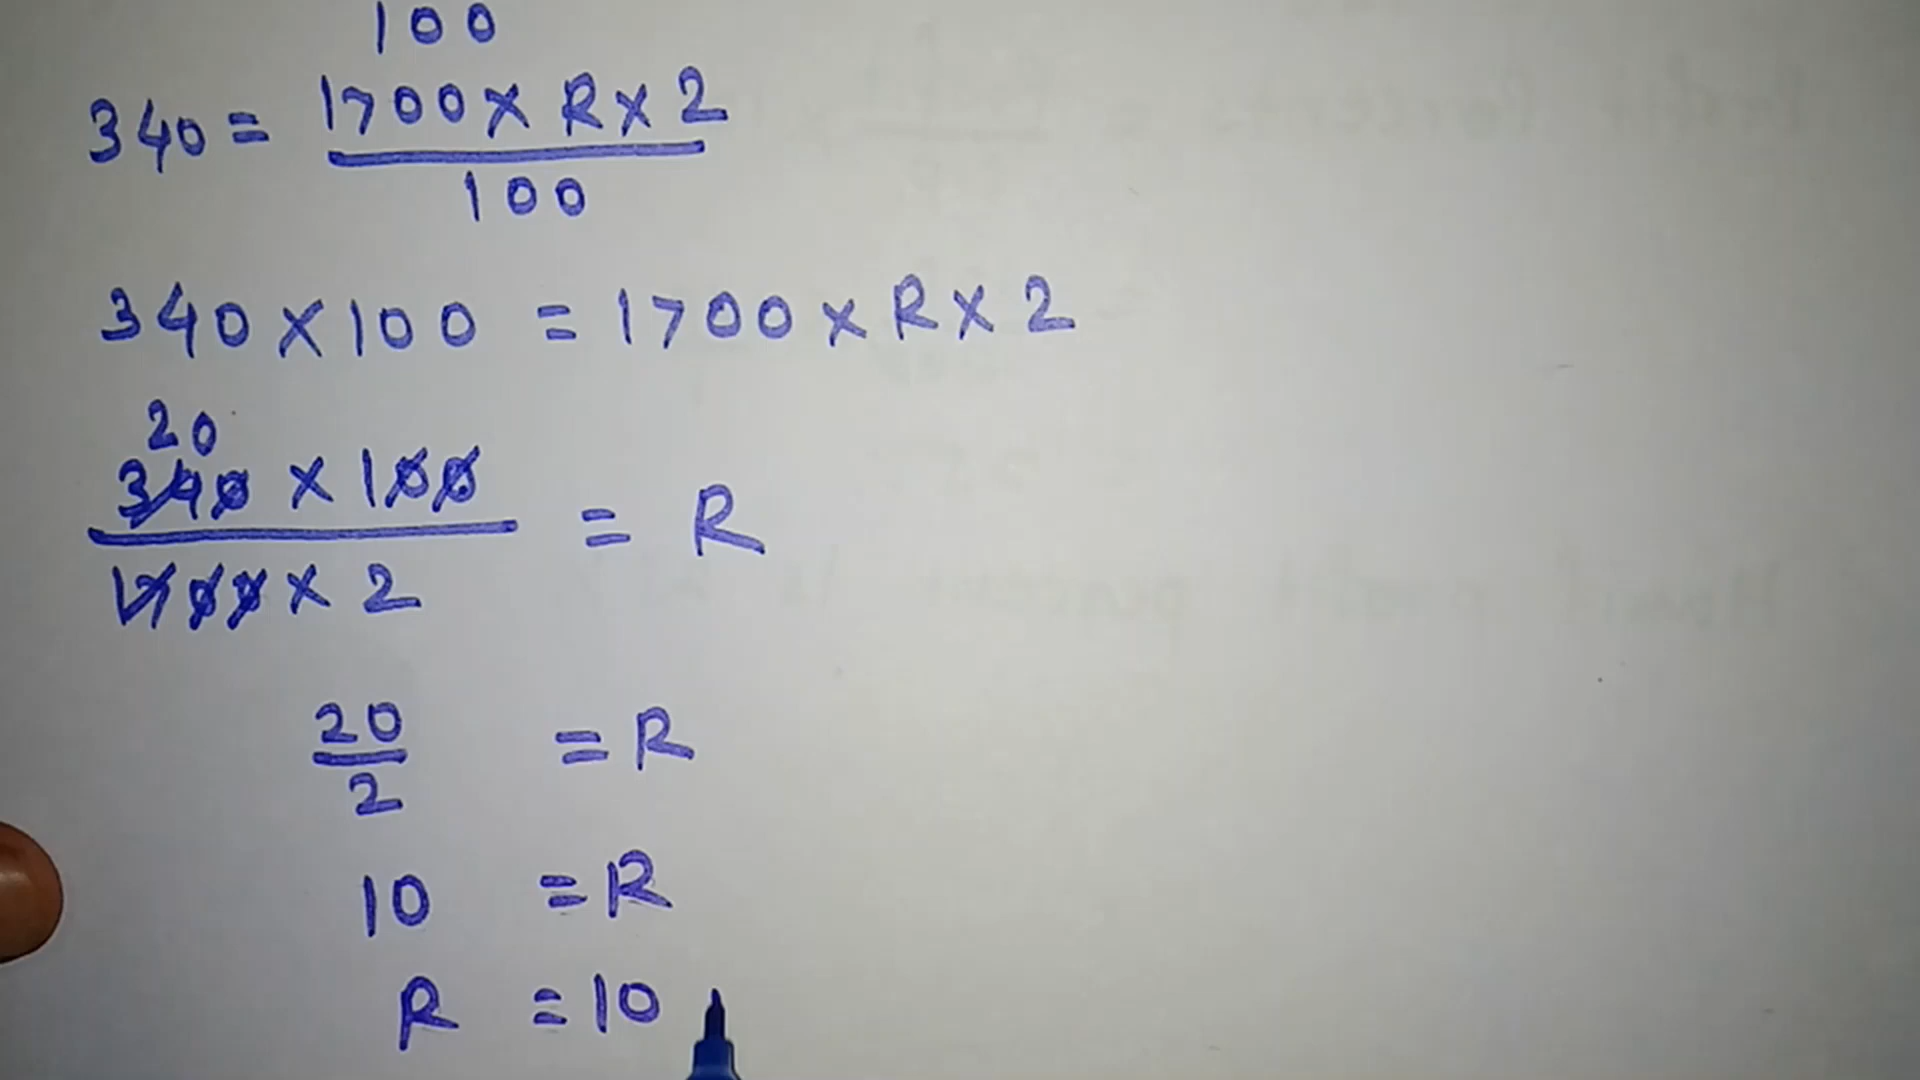 100
340 = 1700 × R × 2
100
340 × 100 = 1700 × R × 2
20
340 × 100 = R
1700 × 2
20 = R
2
10 = R
R = 10